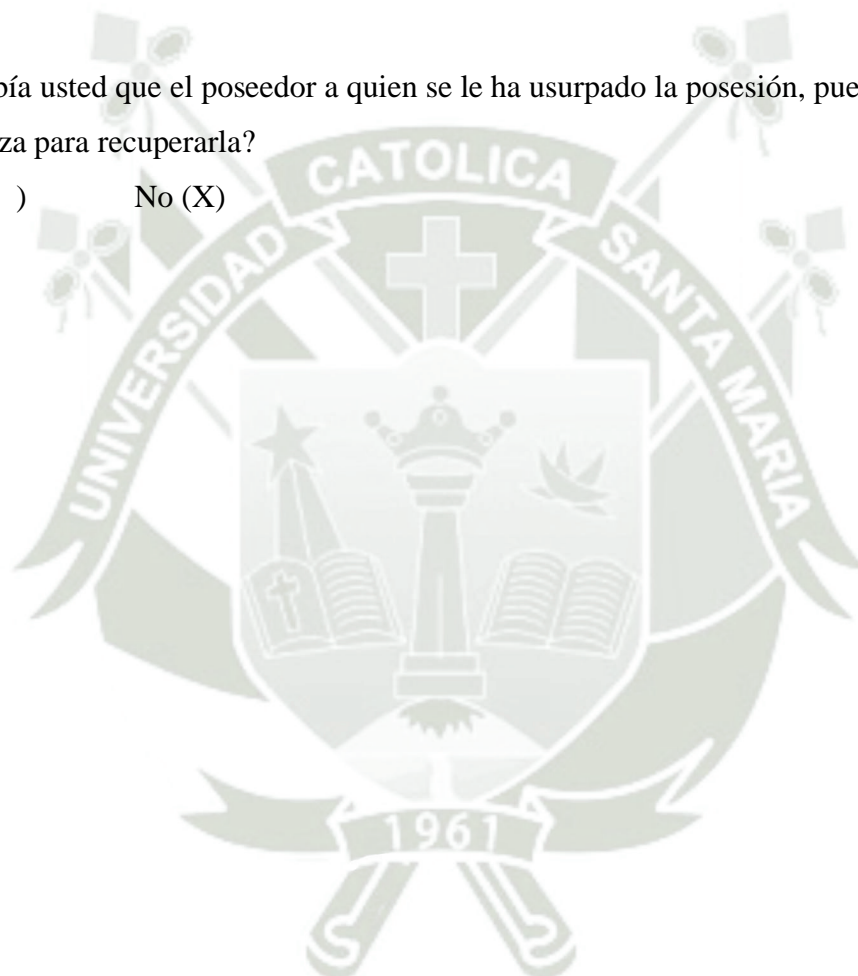 bía usted que el poseedor a quien se le ha usurpado la posesión, pue
za para recuperarla?
) No (X)
UNIVERSIDAD CATOLICA SANTA MARIA
1961